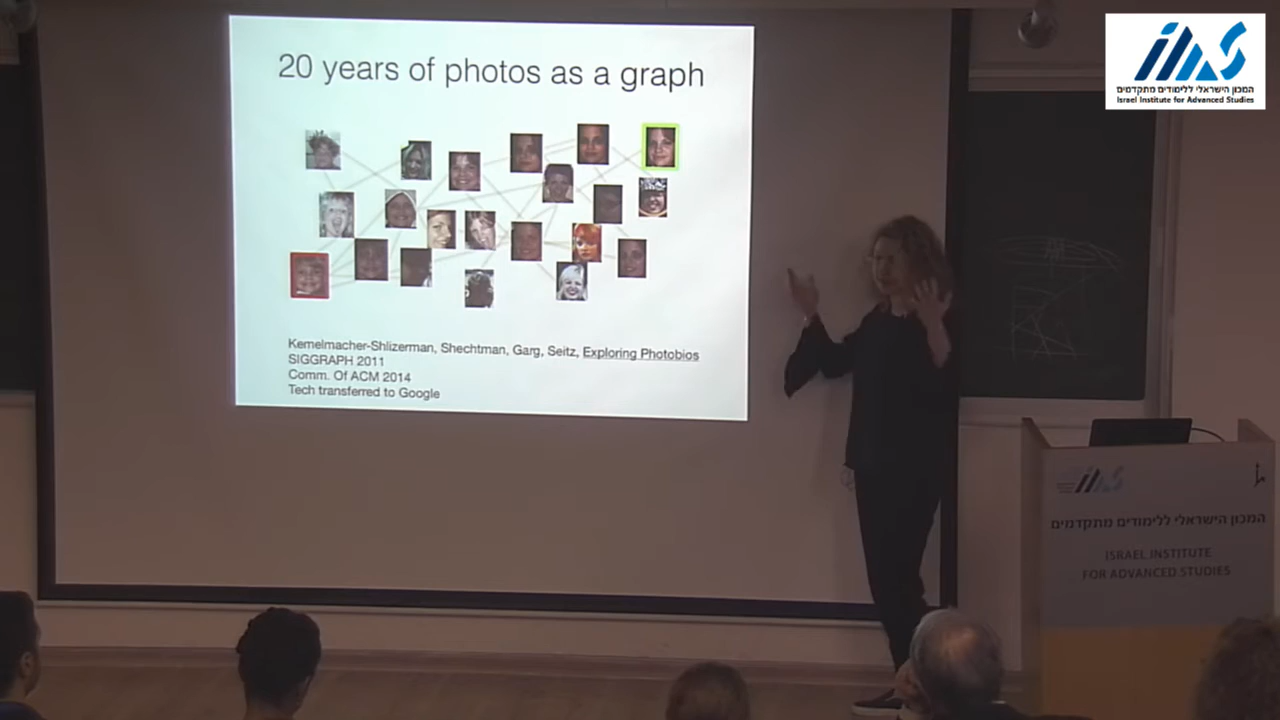 20 years of photos as a graph
Kemelmacher-Shlizerman, Shechtman, Garg, Seitz, Exploring Photobios
SIGGRAPH 2011
Comm. Of ACM 2014
Tech transferred to Google
המכון הישראלי ללימודים מתקדמים
Israel Institute for Advanced Studies
המכון הישראלי ללימודים מתקדמים
ISRAEL INSTITUTE
FOR ADVANCED STUDIES